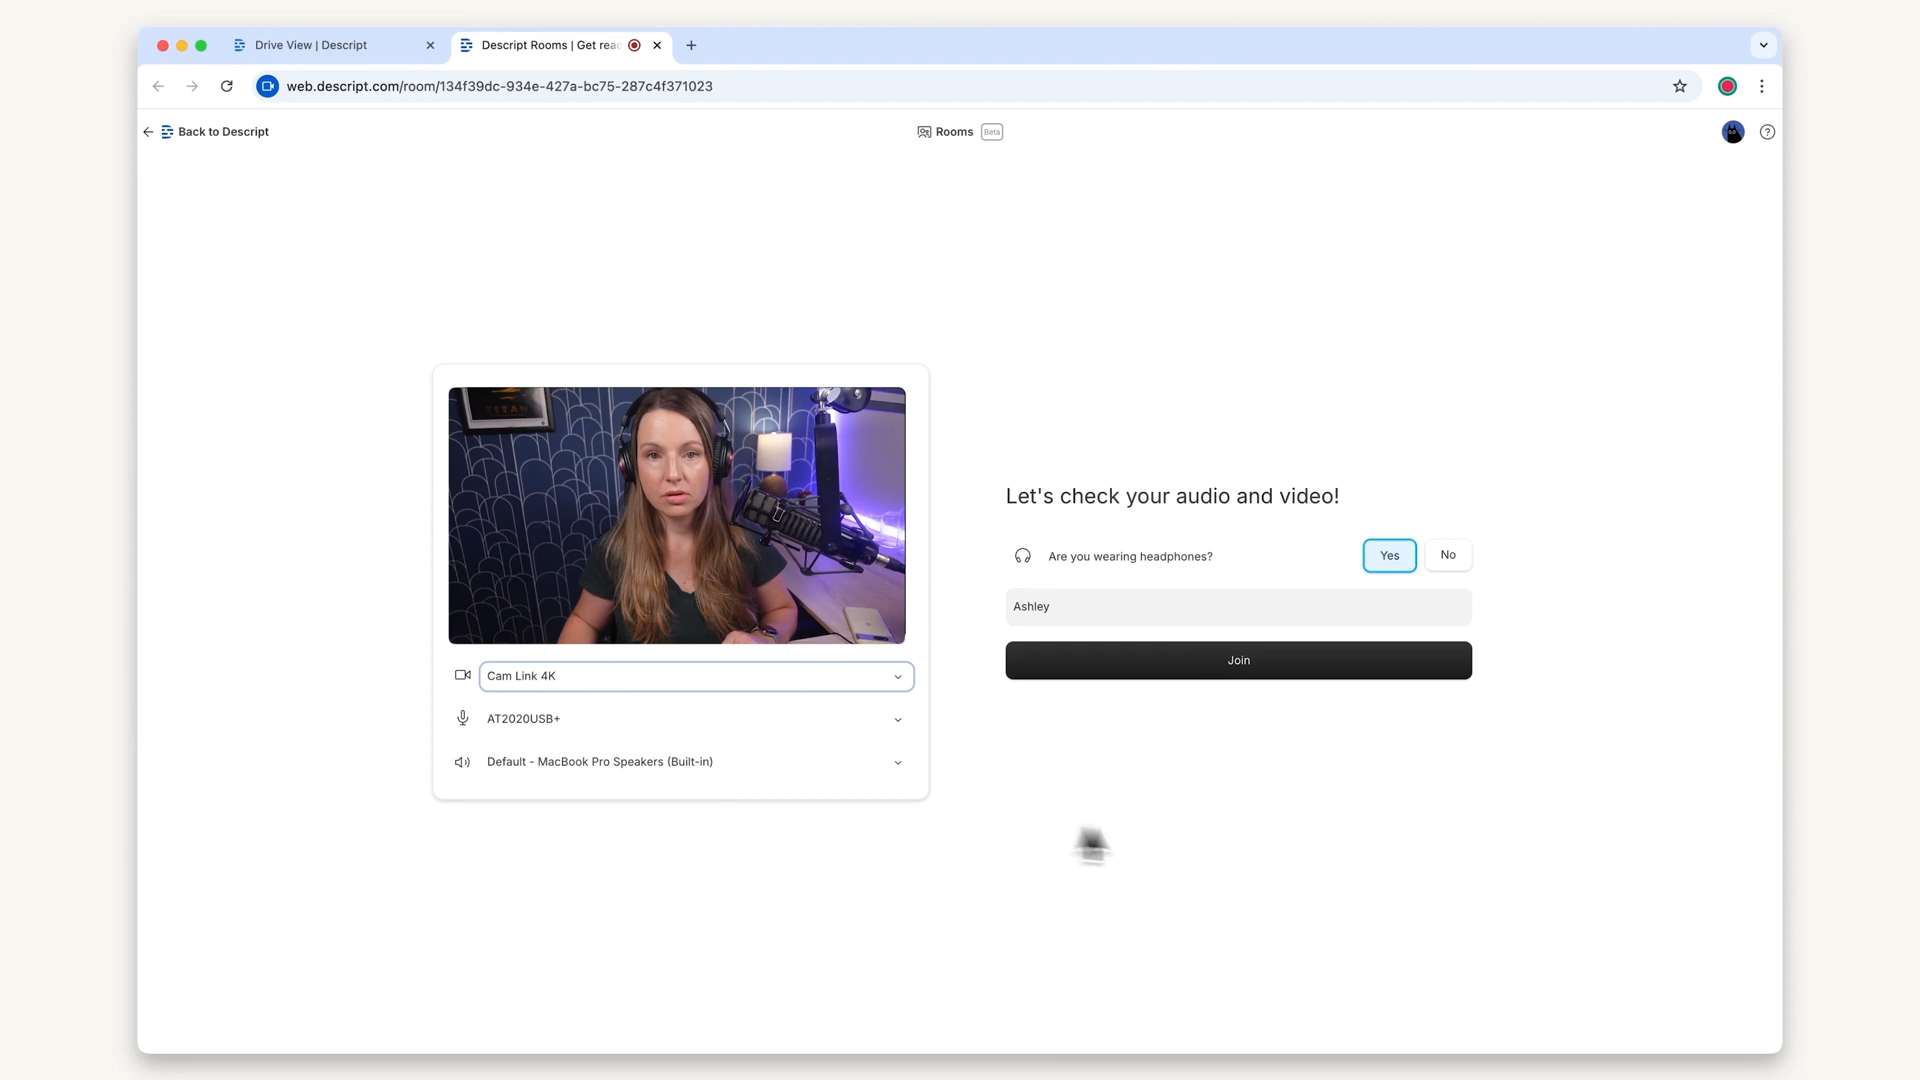 Drive View | Descript
Descript Rooms | Get reac
web.descript.com/room/134f39dc-934e-427a-bc75-287c4f371023
Back to Descript
Rooms
Beta
TITAN
Let's check your audio and video!
Are you wearing headphones?
Yes
No
Ashley
Join
Cam Link 4K
AT2020USB+
Default - MacBook Pro Speakers (Built-in)